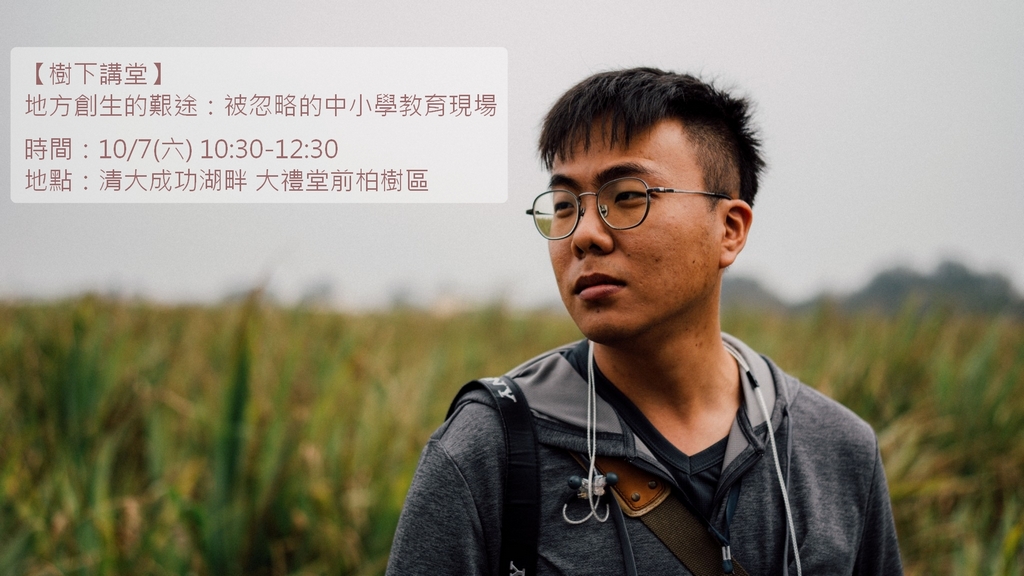 【樹下講堂】
地方創生的艱途：被忽略的中小學教育現場
時間：10/7(六) 10:30-12:30
地點：清大成功湖畔 大禮堂前柏樹區